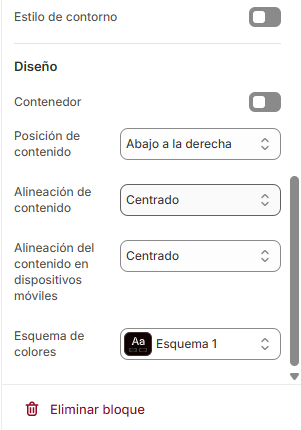 Estilo de contorno
Diseño
Contenedor
Posición de
contenido
Abajo a la derecha
Alineación de
contenido
Centrado
Alineación del
contenido en
dispositivos
móviles
Centrado
Esquema de
colores
Aa
Esquema 1
Eliminar bloque